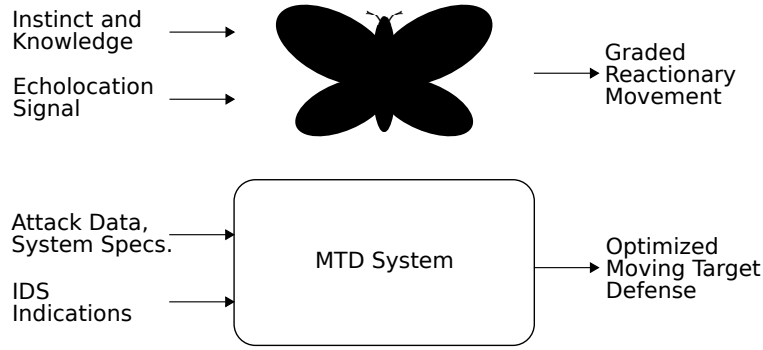 Instinct and
Knowledge
Echolocation
Signal
Graded
Reactionary
Movement
Attack Data,
System Specs.
IDS
Indications
MTD System
Optimized
Moving Target
Defense